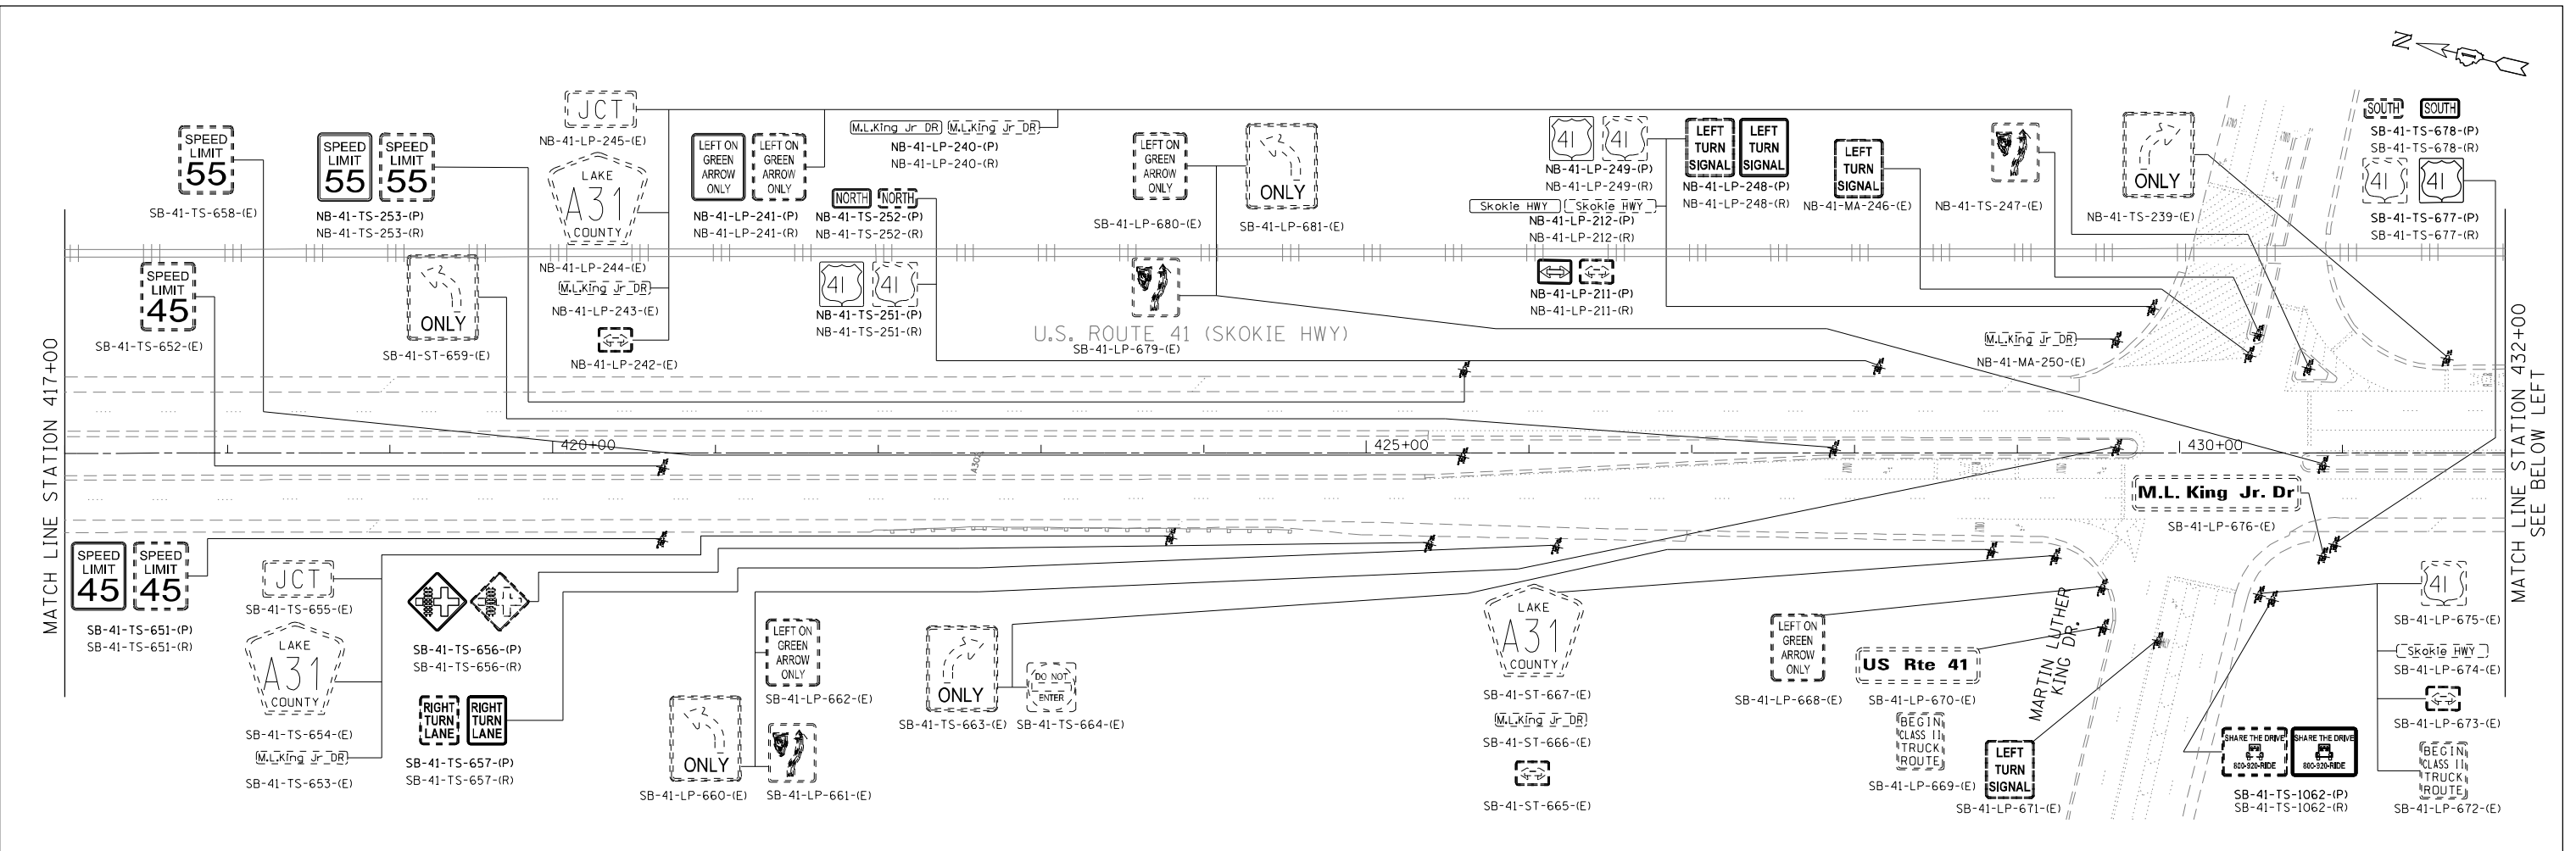 N
SPEED
LIMIT
55
SB-41-TS-658-(E)
SPEED
LIMIT
55
SPEED
LIMIT
55
NB-41-TS-253-(P)
NB-41-TS-253-(R)
JCT
NB-41-LP-245-(E)
LAKE
A31
COUNTY
NB-41-LP-244-(E)
M.L.King Jr DR
NB-41-LP-243-(E)
NB-41-LP-242-(E)
LEFT ON
GREEN
ARROW
ONLY
LEFT ON
GREEN
ARROW
ONLY
NB-41-LP-241-(P)
NB-41-LP-241-(R)
M.L.King Jr DR M.L.King Jr DR
NB-41-LP-240-(P)
NB-41-LP-240-(R)
NORTH NORTH
NB-41-TS-252-(P)
NB-41-TS-252-(R)
41 41
NB-41-TS-251-(P)
NB-41-TS-251-(R)
LEFT ON
GREEN
ARROW
ONLY
SB-41-LP-680-(E)
ONLY
SB-41-LP-681-(E)
U.S. ROUTE 41 (SKOKIE HWY)
SB-41-LP-679-(E)
41 41
NB-41-LP-249-(P)
NB-41-LP-249-(R)
Skokie HWY Skokie HWY
NB-41-LP-212-(P)
NB-41-LP-212-(R)
NB-41-LP-211-(P)
NB-41-LP-211-(R)
LEFT
TURN
SIGNAL
LEFT
TURN
SIGNAL
NB-41-LP-248-(P)
NB-41-LP-248-(R)
LEFT
TURN
SIGNAL
NB-41-MA-246-(E)
NB-41-TS-247-(E)
ONLY
NB-41-TS-239-(E)
M.L.King Jr DR
NB-41-MA-250-(E)
SOUTH SOUTH
SB-41-TS-678-(P)
SB-41-TS-678-(R)
41 41
SB-41-TS-677-(P)
SB-41-TS-677-(R)
SPEED
LIMIT
45
SB-41-TS-652-(E)
ONLY
SB-41-ST-659-(E)
MATCH LINE STATION 417+00
420+00
425+00
430+00
A302
MATCH LINE STATION 432+00
SEE BELOW LEFT
M.L. King Jr. Dr
SB-41-LP-676-(E)
SPEED
LIMIT
45
SPEED
LIMIT
45
SB-41-TS-651-(P)
SB-41-TS-651-(R)
JCT
SB-41-TS-655-(E)
LAKE
A31
COUNTY
SB-41-TS-654-(E)
M.L.King Jr DR
SB-41-TS-653-(E)
SB-41-TS-656-(P)
SB-41-TS-656-(R)
RIGHT
TURN
LANE
RIGHT
TURN
LANE
SB-41-TS-657-(P)
SB-41-TS-657-(R)
ONLY
SB-41-LP-660-(E)
LEFT ON
GREEN
ARROW
ONLY
SB-41-LP-662-(E)
SB-41-LP-661-(E)
ONLY
SB-41-TS-663-(E)
DO NOT
ENTER
SB-41-TS-664-(E)
LAKE
A31
COUNTY
SB-41-ST-667-(E)
M.L.King Jr DR
SB-41-ST-666-(E)
SB-41-ST-665-(E)
LEFT ON
GREEN
ARROW
ONLY
SB-41-LP-668-(E)
US Rte 41
SB-41-LP-670-(E)
BEGIN
CLASS II
TRUCK
ROUTE
SB-41-LP-669-(E)
LEFT
TURN
SIGNAL
SB-41-LP-671-(E)
MARTIN LUTHER
KING DR.
SHARE THE DRIVE
800-920-RIDE
SHARE THE DRIVE
800-920-RIDE
SB-41-TS-1062-(P)
SB-41-TS-1062-(R)
41
SB-41-LP-675-(E)
Skokie HWY
SB-41-LP-674-(E)
SB-41-LP-673-(E)
BEGIN
CLASS II
TRUCK
ROUTE
SB-41-LP-672-(E)